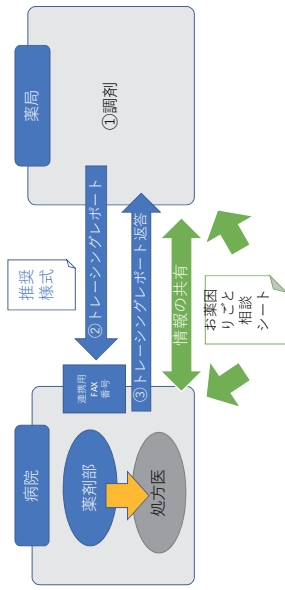 病院
薬剤部
処方医
連携用
FAX
番号
推奨
様式
②トレーシングレポート
③トレーシングレポート返答
情報の共有
お薬困
りごと
相談
シート
薬局
①調剤